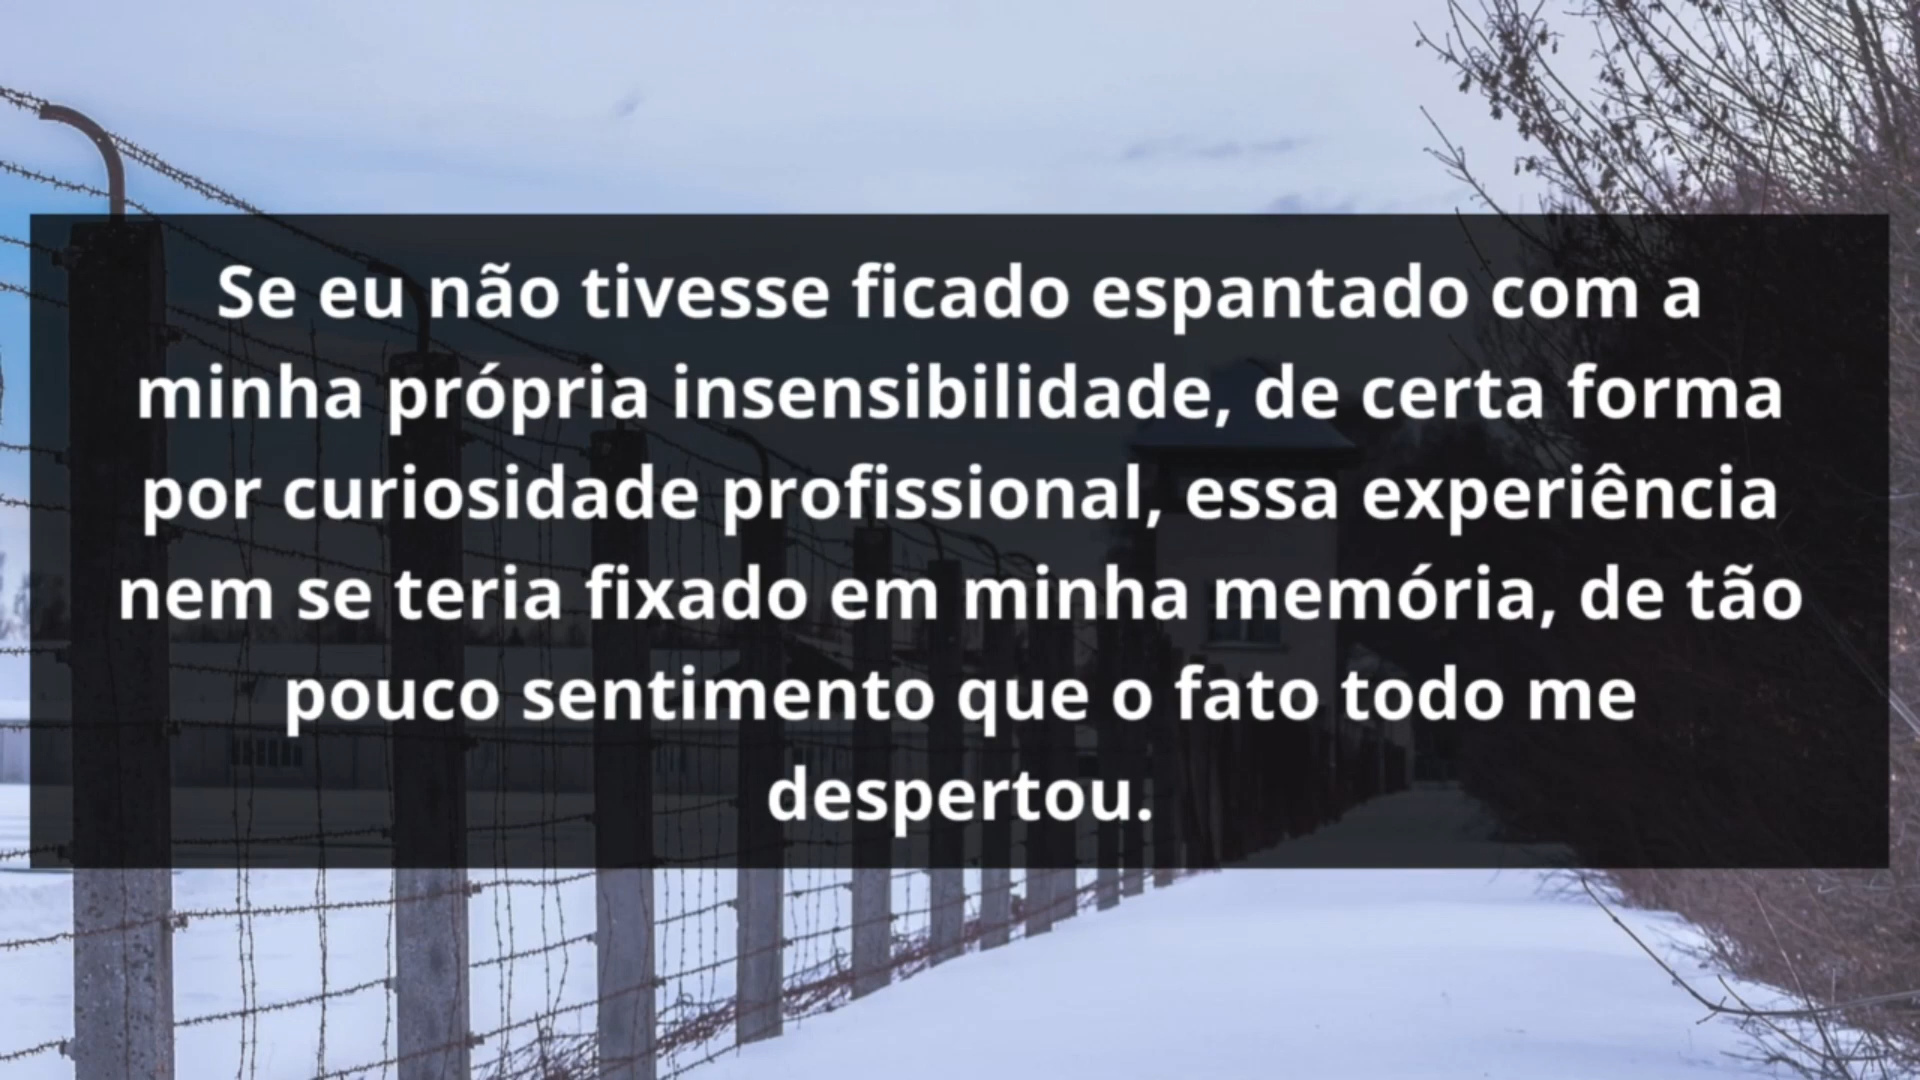 Se eu não tivesse ficado espantado com a
minha própria insensibilidade, de certa forma
por curiosidade profissional, essa experiência
nem se teria fixado em minha memória, de tão
pouco sentimento que o fato todo me
despertou.